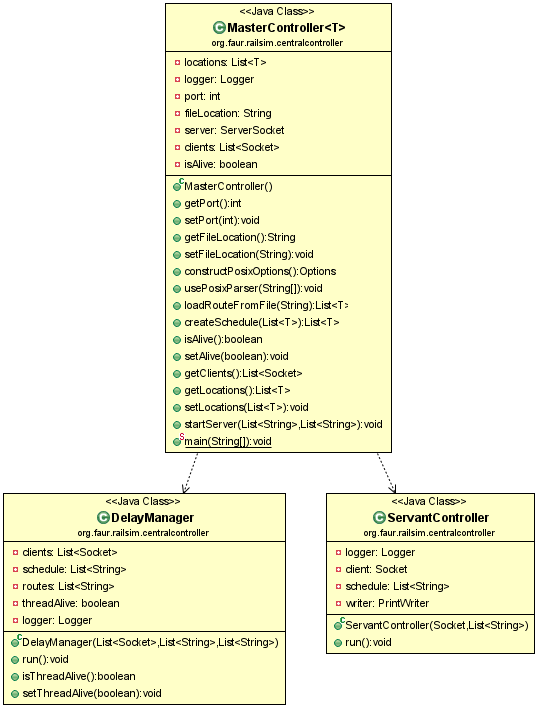 <<Java Class>>
MasterController<T>
org.faur.railsim.centralcontroller
locations: List<T>
logger: Logger
port: int
fileLocation: String
server: ServerSocket
clients: List<Socket>
isAlive: boolean
MasterController()
getPort():int
setPort(int):void
getFileLocation():String
setFileLocation(String):void
constructPosixOptions():Options
usePosixParser(String[]):void
loadRouteFromFile(String):List<T>
createSchedule(List<T>):List<T>
isAlive():boolean
setAlive(boolean):void
getClients():List<Socket>
getLocations():List<T>
setLocations(List<T>):void
startServer(List<String>,List<String>):void
main(String[]):void
<<Java Class>>
DelayManager
org.faur.railsim.centralcontroller
clients: List<Socket>
schedule: List<String>
routes: List<String>
threadAlive: boolean
logger: Logger
DelayManager(List<Socket>,List<String>,List<String>)
run():void
isThreadAlive():boolean
setThreadAlive(boolean):void
<<Java Class>>
ServantController
org.faur.railsim.centralcontroller
logger: Logger
client: Socket
schedule: List<String>
writer: PrintWriter
ServantController(Socket,List<String>)
run():void